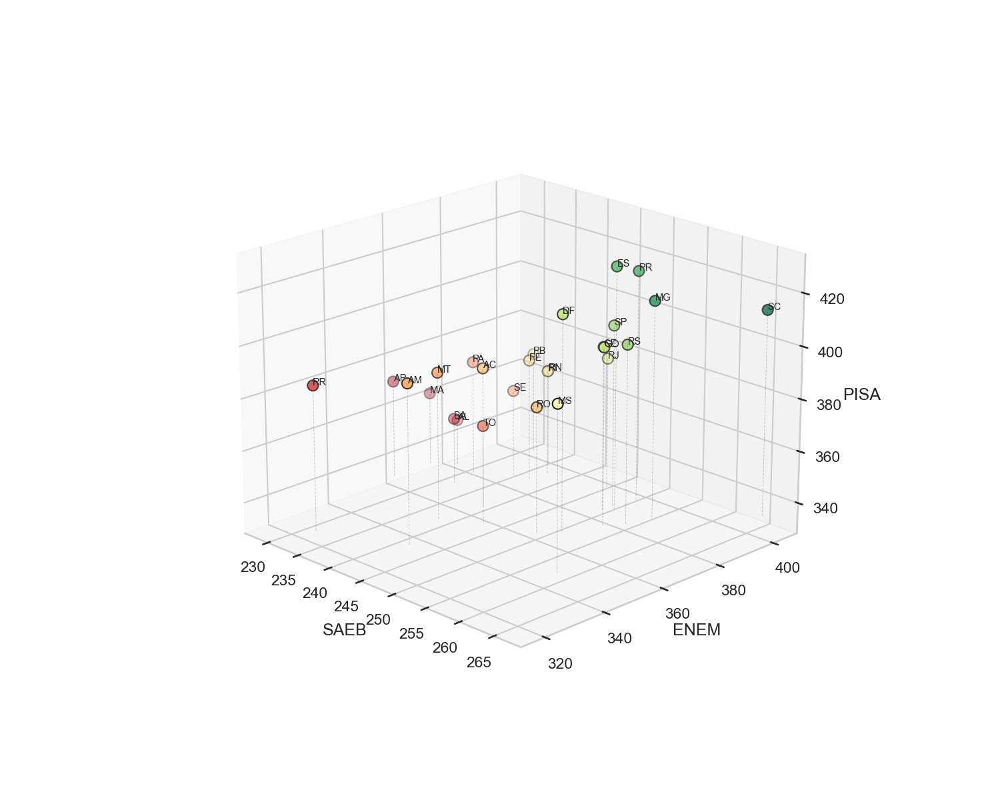 ES
PR
MG
SC
DF
SP
RS
GO
RJ
PB
PE
PA
AC
RN
MT
AP
AM
RR
MA
SE
RO
MS
BA
AL
TO
420
400
380
360
340
PISA
230
235
240
245
250
255
260
265
SAEB
320
340
360
380
400
ENEM